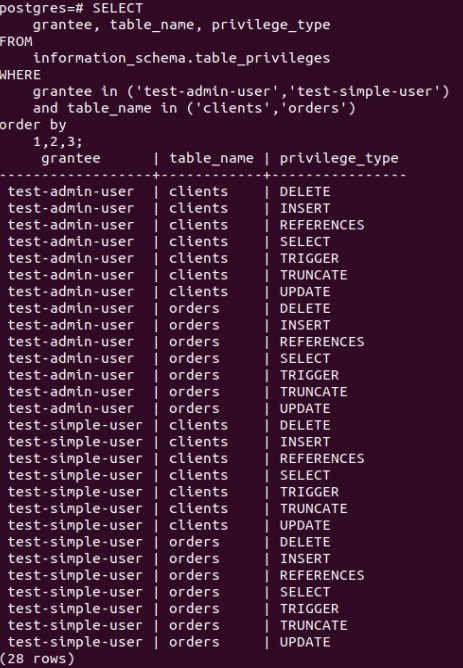 postgres=# SELECT
    grantee, table_name, privilege_type
FROM
    information_schema.table_privileges
WHERE
    grantee in ('test-admin-user','test-simple-user')
    and table_name in ('clients','orders')
order by
    1,2,3;
     grantee      | table_name | privilege_type
------------------+------------+----------------
 test-admin-user  | clients    | DELETE
 test-admin-user  | clients    | INSERT
 test-admin-user  | clients    | REFERENCES
 test-admin-user  | clients    | SELECT
 test-admin-user  | clients    | TRIGGER
 test-admin-user  | clients    | TRUNCATE
 test-admin-user  | clients    | UPDATE
 test-admin-user  | orders     | DELETE
 test-admin-user  | orders     | INSERT
 test-admin-user  | orders     | REFERENCES
 test-admin-user  | orders     | SELECT
 test-admin-user  | orders     | TRIGGER
 test-admin-user  | orders     | TRUNCATE
 test-admin-user  | orders     | UPDATE
 test-simple-user | clients    | DELETE
 test-simple-user | clients    | INSERT
 test-simple-user | clients    | REFERENCES
 test-simple-user | clients    | SELECT
 test-simple-user | clients    | TRIGGER
 test-simple-user | clients    | TRUNCATE
 test-simple-user | clients    | UPDATE
 test-simple-user | orders     | DELETE
 test-simple-user | orders     | INSERT
 test-simple-user | orders     | REFERENCES
 test-simple-user | orders     | SELECT
 test-simple-user | orders     | TRIGGER
 test-simple-user | orders     | TRUNCATE
 test-simple-user | orders     | UPDATE
(28 rows)